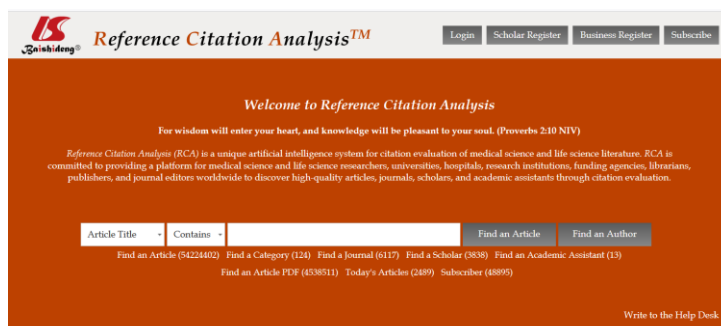 Baishideng®
Reference Citation Analysis™
Login Scholar Register Business Register Subscribe
Welcome to Reference Citation Analysis
For wisdom will enter your heart, and knowledge will be pleasant to your soul. (Proverbs 2:10 NIV)
Reference Citation Analysis (RCA) is a unique artificial intelligence system for citation evaluation of medical science and life science literature. RCA is
committed to providing a platform for medical science and life science researchers, universities, hospitals, research institutions, funding agencies, librarians,
publishers, and journal editors worldwide to discover high-quality articles, journals, scholars, and academic assistants through citation evaluation.
Article Title Contains Find an Article Find an Author
Find an Article (54224402) Find a Category (124) Find a Journal (6117) Find a Scholar (3838) Find an Academic Assistant (13)
Find an Article PDF (4538511) Today's Articles (2489) Subscriber (48895)
Write to the Help Desk